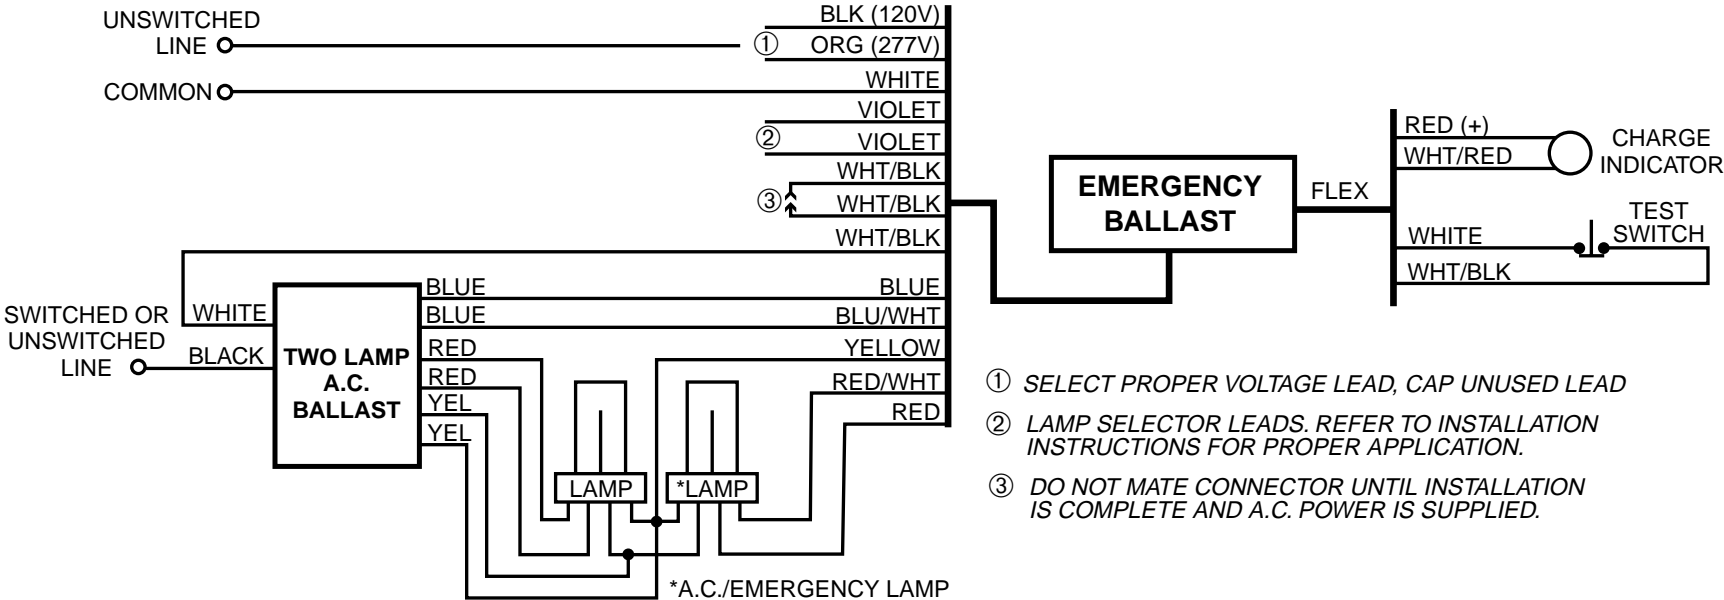 UNSWITCHED
LINE
COMMON
BLK (120V)
① ORG (277V)
WHITE
VIOLET
②
VIOLET
WHT/BLK
③ WHT/BLK
WHT/BLK
BLUE
BLU/WHT
YELLOW
RED/WHT
RED
SWITCHED OR
UNSWITCHED
LINE
WHITE
BLACK
TWO LAMP
A.C.
BALLAST
BLUE
BLUE
RED
RED
YEL
YEL
LAMP
*LAMP
*A.C./EMERGENCY LAMP
EMERGENCY
BALLAST
FLEX
RED (+)
WHT/RED
CHARGE
INDICATOR
WHITE
WHT/BLK
TEST
SWITCH
① SELECT PROPER VOLTAGE LEAD, CAP UNUSED LEAD
② LAMP SELECTOR LEADS. REFER TO INSTALLATION
INSTRUCTIONS FOR PROPER APPLICATION.
③ DO NOT MATE CONNECTOR UNTIL INSTALLATION
IS COMPLETE AND A.C. POWER IS SUPPLIED.